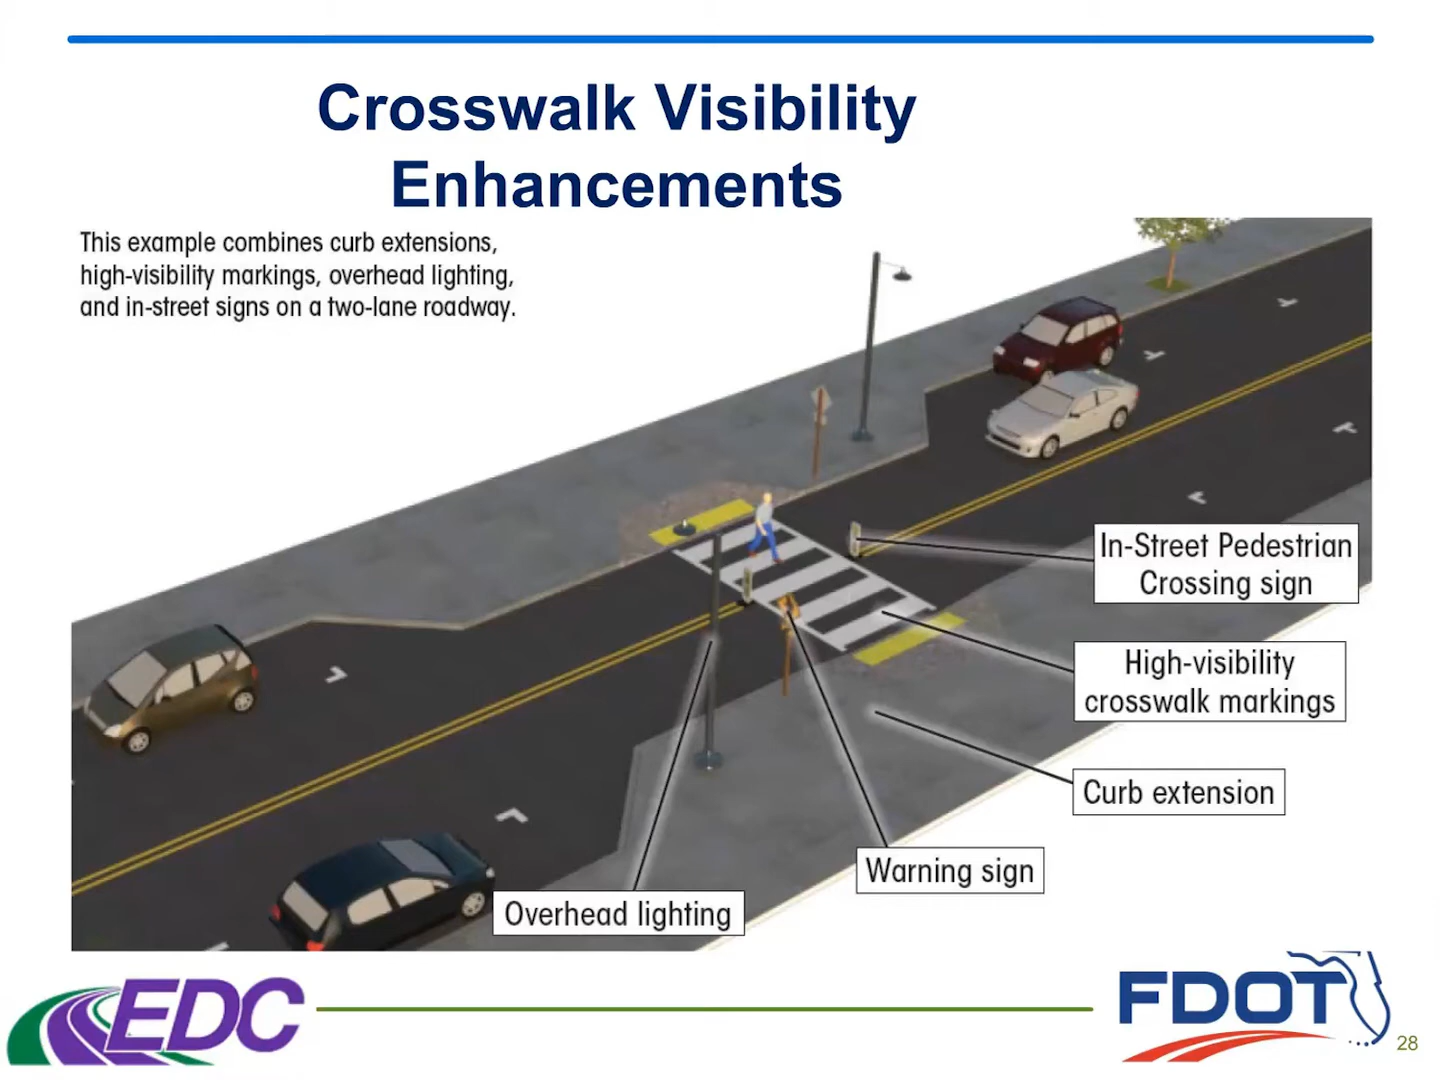 Crosswalk Visibility
Enhancements
This example combines curb extensions,
high-visibility markings, overhead lighting,
and in-street signs on a two-lane roadway.
In-Street Pedestrian
Crossing sign
High-visibility
crosswalk markings
Curb extension
Warning sign
Overhead lighting
EDC
FDOT
28